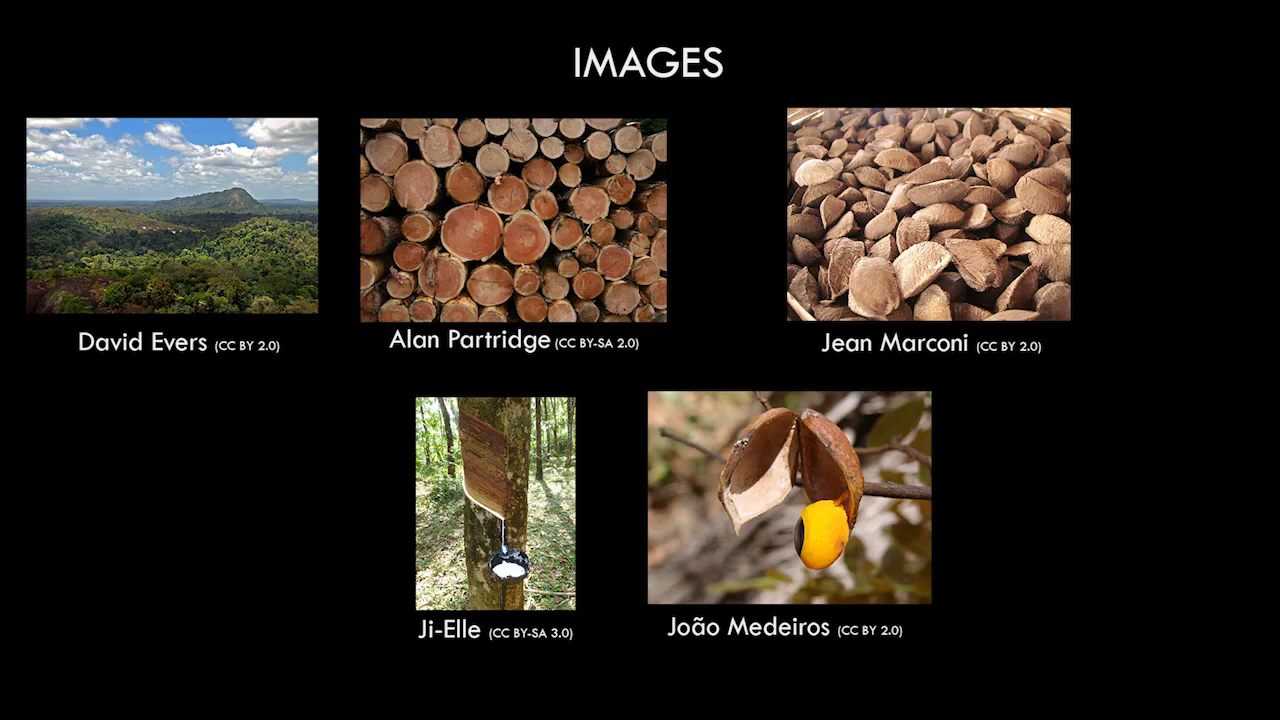 IMAGES
David Evers (CC BY 2.0)
Alan Partridge (CC BY-SA 2.0)
Jean Marconi (CC BY 2.0)
Ji-Elle (CC BY-SA 3.0)
João Medeiros (CC BY 2.0)